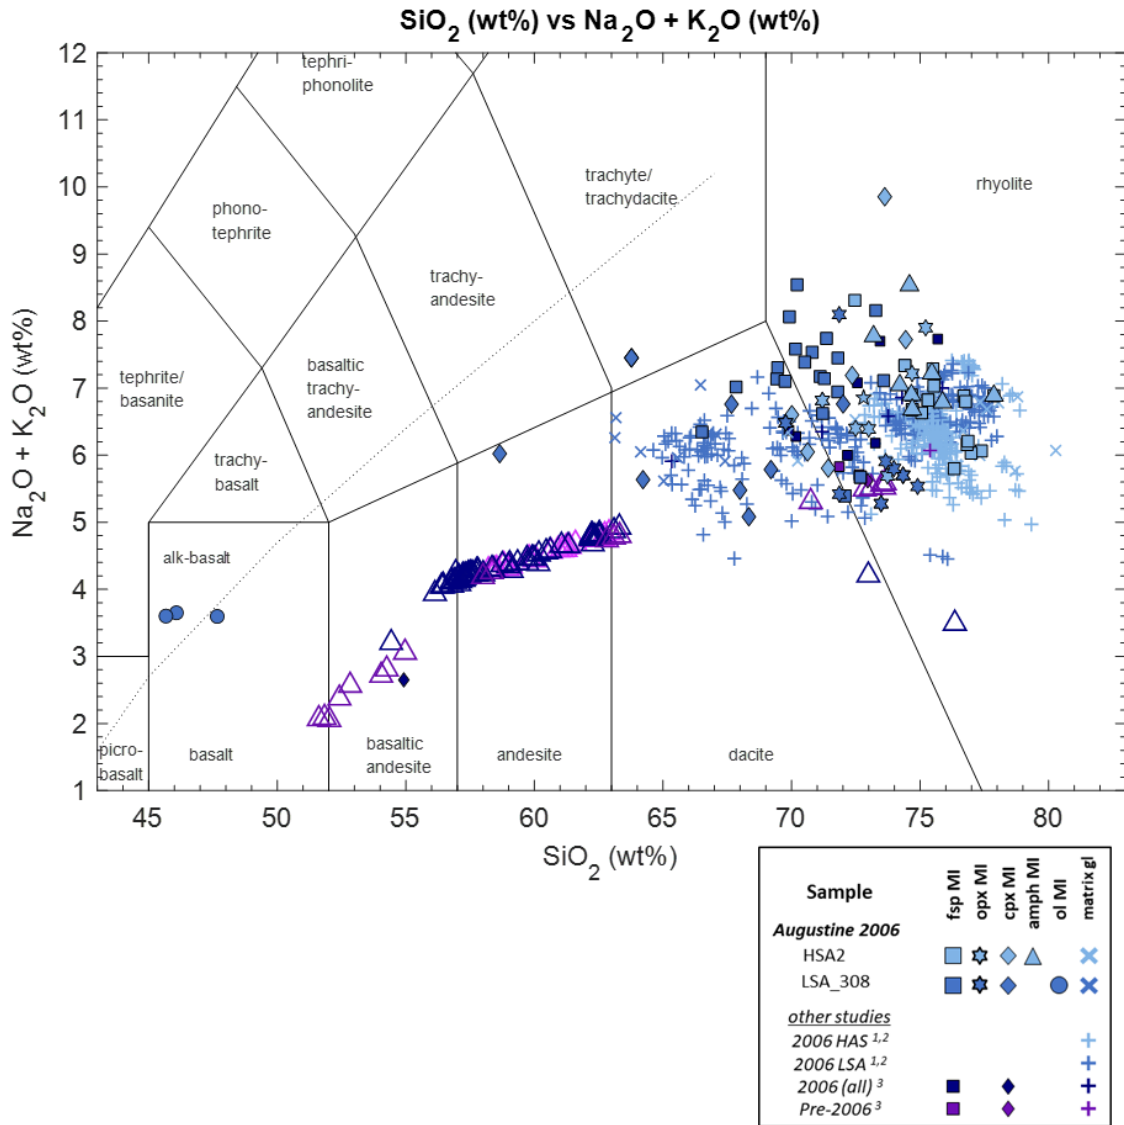 SiO2 (wt%) vs Na2O + K2O (wt%)
12
11
10
9
8
7
6
5
4
3
2
1
Na2O + K2O (wt%)
tephri-
phonolite
phono-
tephrite
tephrite/
basanite
trachy-
basalt
basaltic
trachy-
andesite
trachy-
andesite
trachyte/
trachydacite
rhyolite
alk-basalt
picro-
basalt
basalt
basaltic
andesite
andesite
dacite
45 50 55 60 65 70 75 80
SiO2 (wt%)
Sample
fsp MI
opx MI
cpx MI
amph MI
ol MI
matrix gl
Augustine 2006
HSA2
LSA_308
other studies
2006 HAS 1,2
2006 LSA 1,2
2006 (all) 3
Pre-2006 3